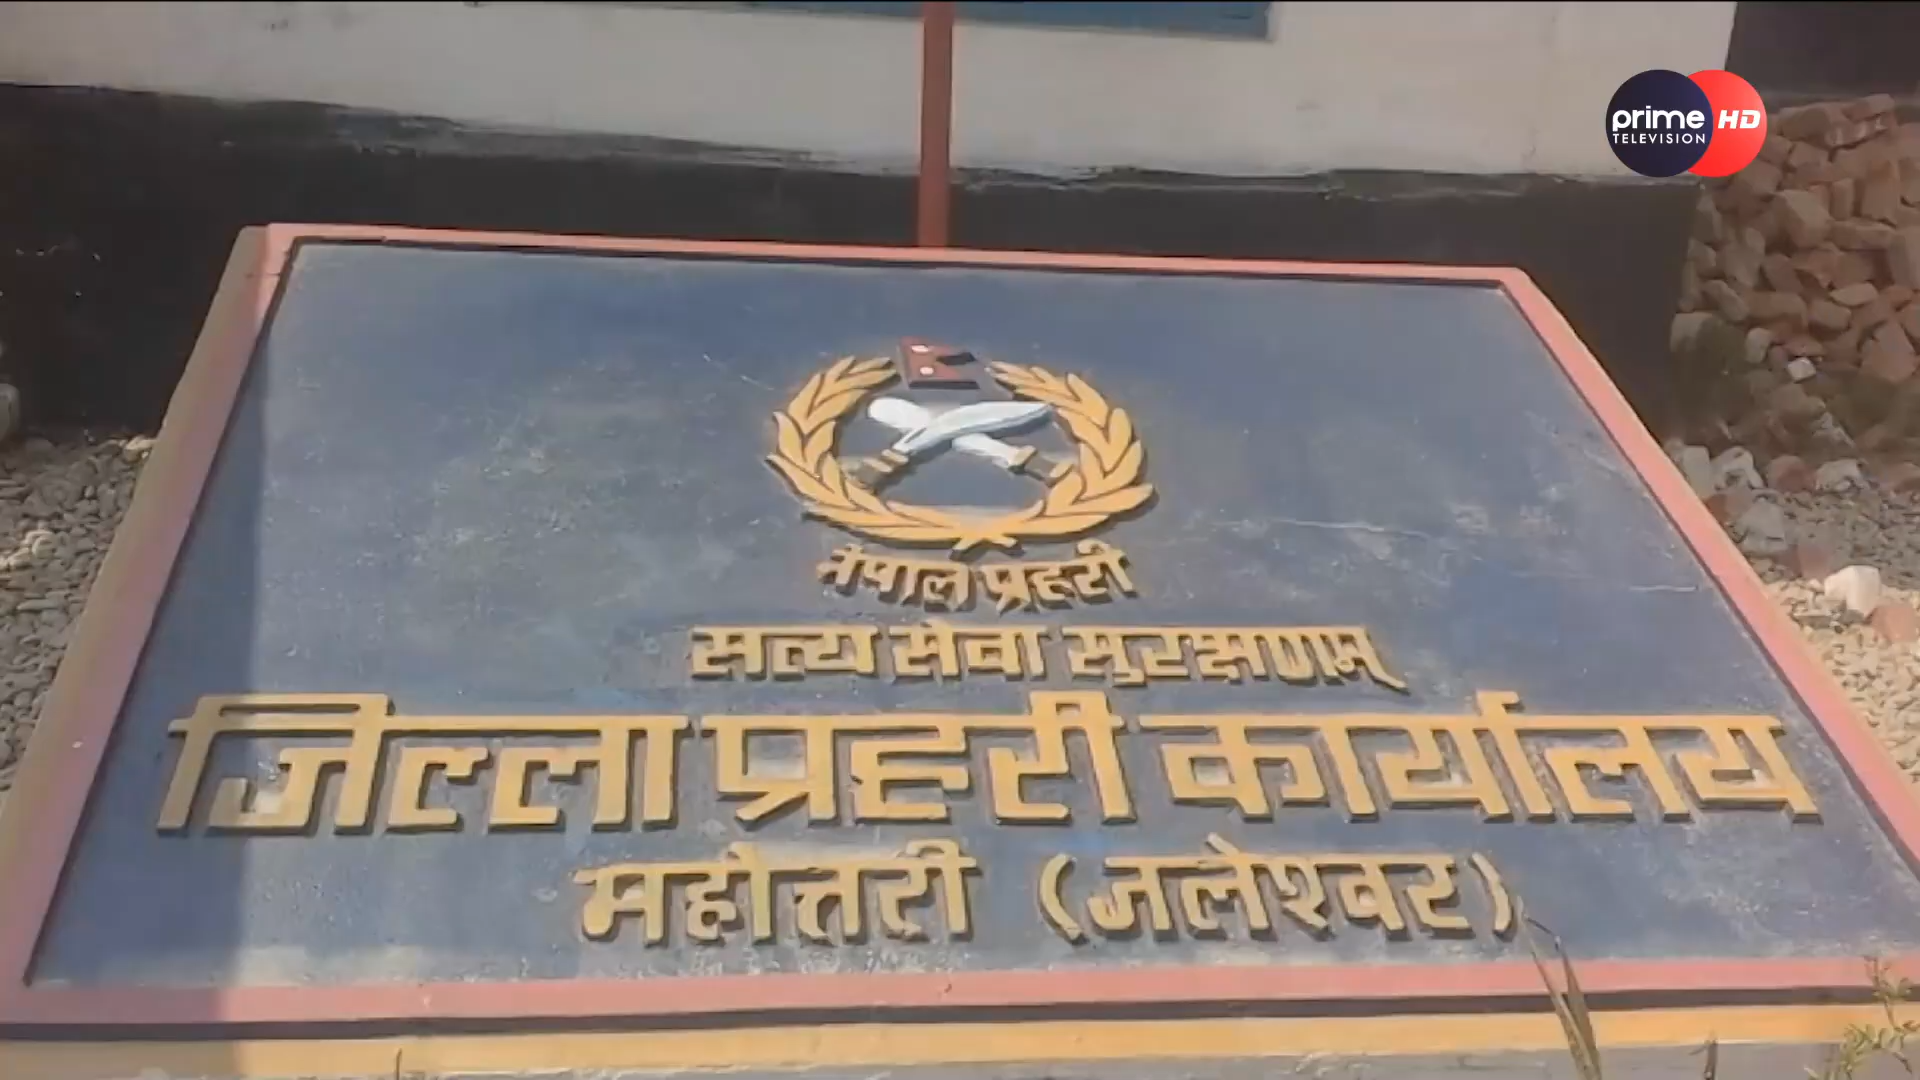 prime HD
TELEVISION
नेपाल प्रहरी
सत्य सेवा सुरक्षणम्
जिल्ला प्रहरी कार्यालय
महोत्तरी (जलेश्वर)